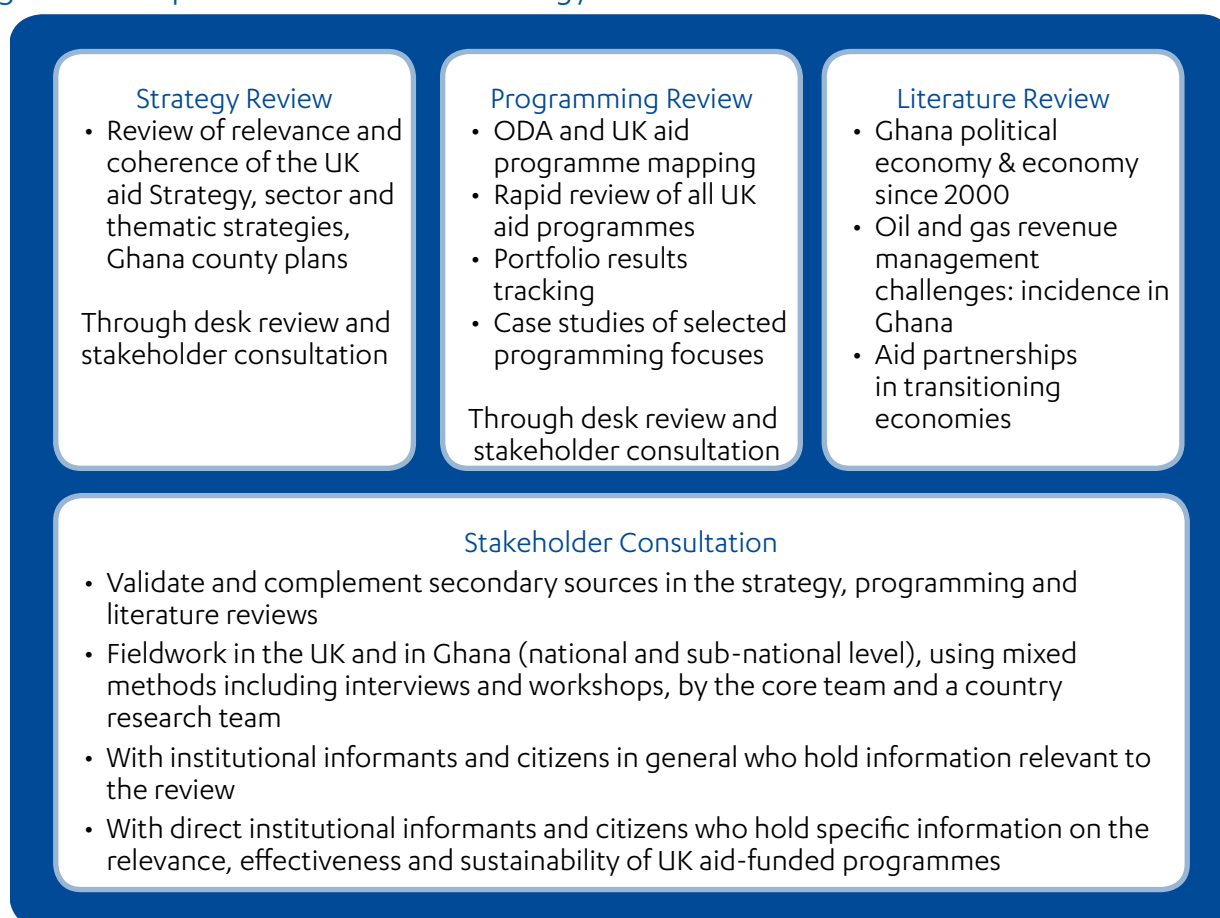 Strategy Review
• Review of relevance and
coherence of the UK
aid Strategy, sector and
thematic strategies,
Ghana county plans
Through desk review and
stakeholder consultation
Programming Review
• ODA and UK aid
programme mapping
• Rapid review of all UK
aid programmes
• Portfolio results
tracking
• Case studies of selected
programming focuses
Through desk review and
stakeholder consultation
Literature Review
• Ghana political
economy & economy
since 2000
• Oil and gas revenue
management
challenges: incidence in
Ghana
• Aid partnerships
in transitioning
economies
Stakeholder Consultation
• Validate and complement secondary sources in the strategy, programming and
literature reviews
• Fieldwork in the UK and in Ghana (national and sub-national level), using mixed
methods including interviews and workshops, by the core team and a country
research team
• With institutional informants and citizens in general who hold information relevant to
the review
• With direct institutional informants and citizens who hold specific information on the
relevance, effectiveness and sustainability of UK aid-funded programmes